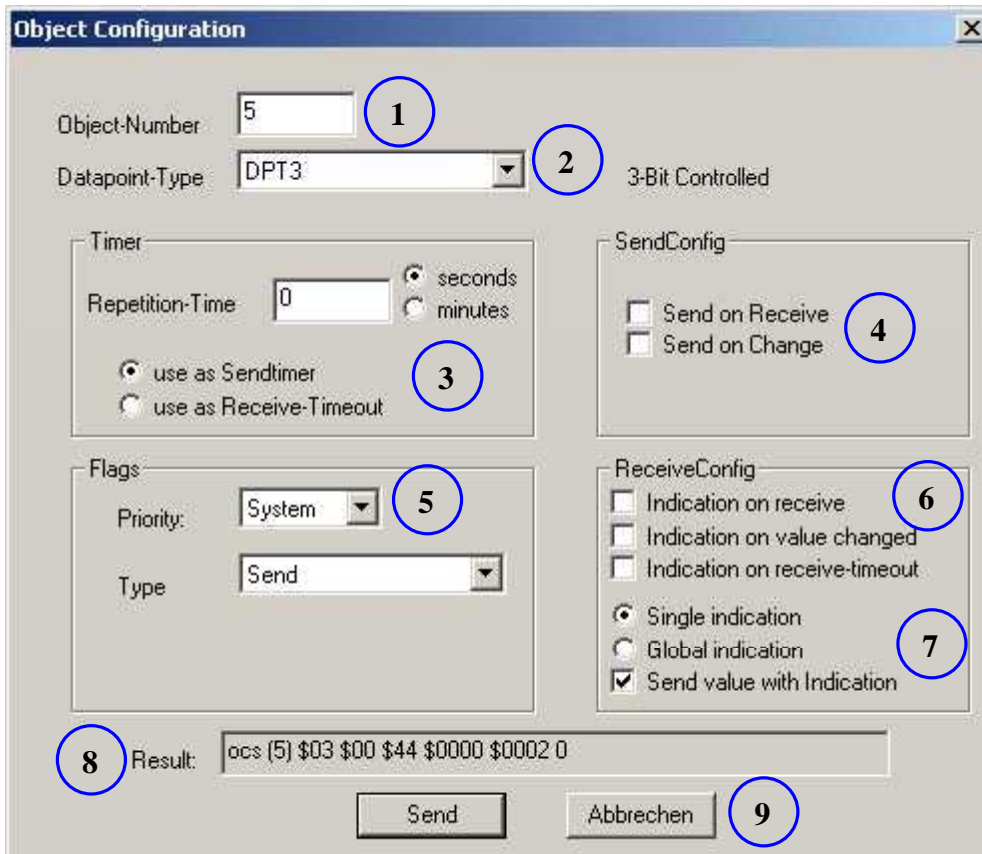 Object Configuration
Object-Number 5 1
Datapoint-Type DPT3 2 3-Bit Controlled
Timer
Repetition-Time 0 seconds
minutes
use as Sendtimer
use as Receive-Timeout
3
SendConfig
Send on Receive
Send on Change
4
Flags
Priority: System 5
Type Send
ReceiveConfig
Indication on receive 6
Indication on value changed
Indication on receive-timeout
Single indication
Global indication 7
Send value with Indication
8 Result: ocs (5) $03 $00 $44 $0000 $0002 0
Send Abbrechen 9